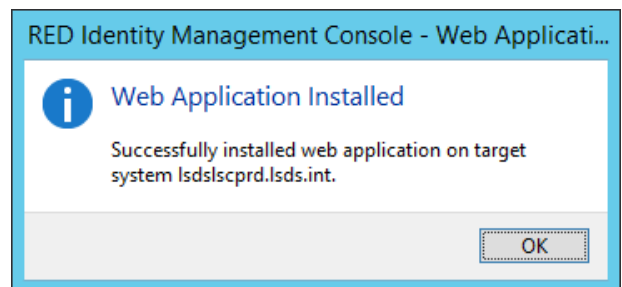 RED Identity Management Console - Web Applicati...
Web Application Installed
Successfully installed web application on target
system lsdslscprd.lsds.int.
OK